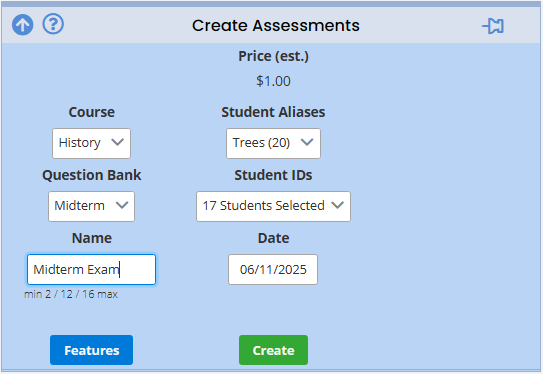 Create Assessments
Price (est.)
$1.00
Course
Student Aliases
History
Trees (20)
Question Bank
Student IDs
Midterm
17 Students Selected
Name
Date
Midterm Exam
06/11/2025
min 2 / 12 / 16 max
Features
Create